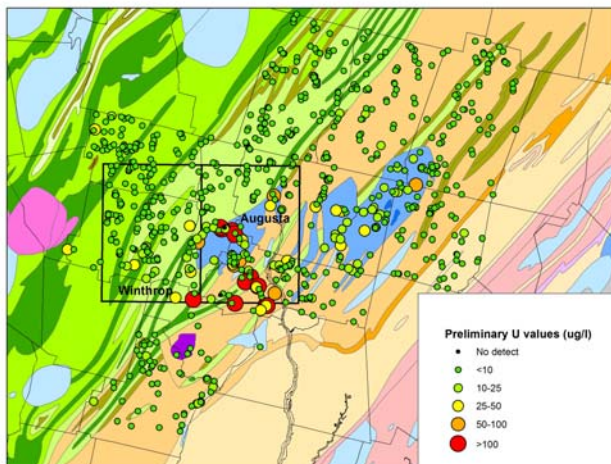 Augusta
Winthrop
Preliminary U values (ug/l)
No detect
<10
10-25
25-50
50-100
>100